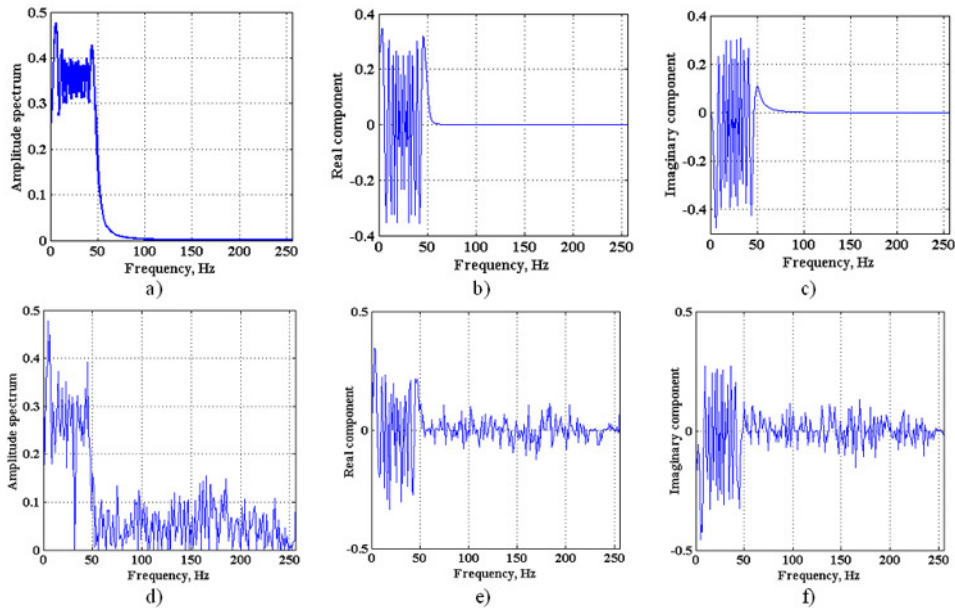 0.5
0.4
0.3
0.2
0.1
0
0 50 100 150 200 250
Amplitude spectrum
Frequency, Hz
a)
0.4
0.2
0
-0.2
-0.4
0 50 100 150 200 250
Real component
Frequency, Hz
b)
0.4
0.2
0
-0.2
-0.4
0 50 100 150 200 250
Imaginary component
Frequency, Hz
c)
0.5
0.4
0.3
0.2
0.1
0
0 50 100 150 200 250
Amplitude spectrum
Frequency, Hz
d)
0.5
0
-0.5
0 50 100 150 200 250
Real component
Frequency, Hz
e)
0.5
0
-0.5
0 50 100 150 200 250
Imaginary component
Frequency, Hz
f)